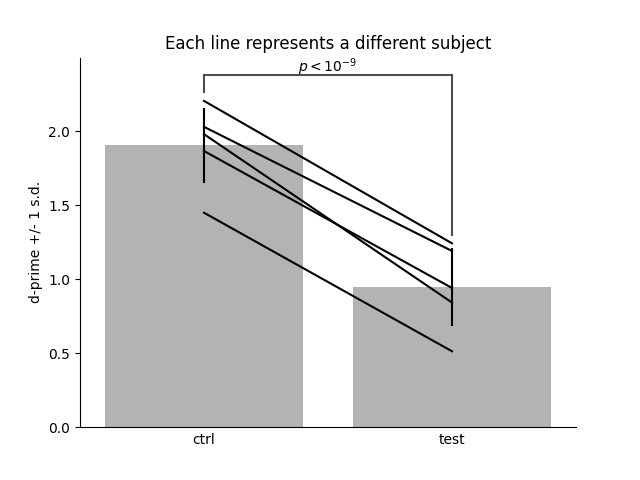 Each line represents a different subject
p < 10⁻⁹
d-prime +/- 1 s.d.
2.0
1.5
1.0
0.5
0.0
ctrl
test